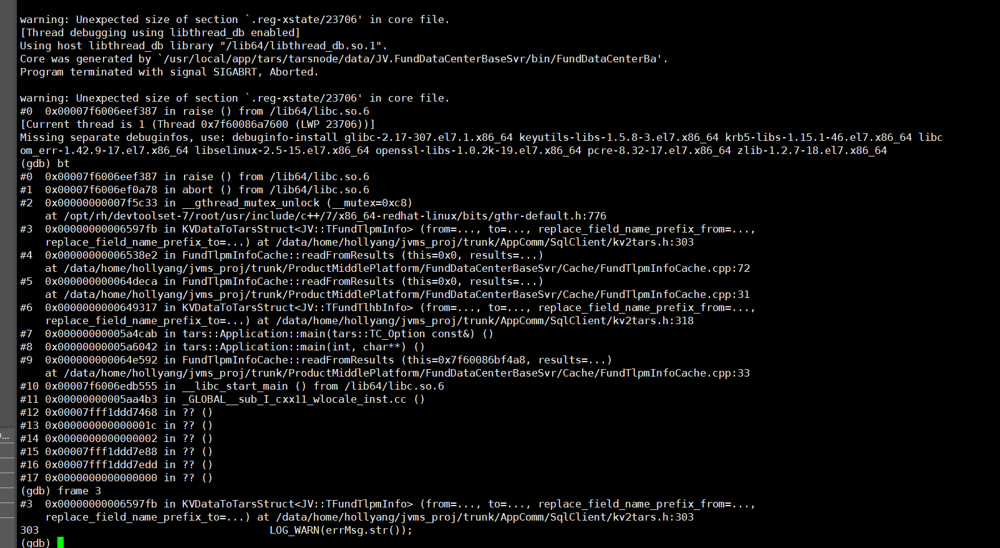 warning: Unexpected size of section `.reg-xstate/23706' in core file.
[Thread debugging using libthread_db enabled]
Using host libthread_db library "/lib64/libthread_db.so.1".
Core was generated by `/usr/local/app/tars/tarsnode/data/JV.FundDataCenterBaseSvr/bin/FundDataCenterBa'.
Program terminated with signal SIGABRT, Aborted.
warning: Unexpected size of section `.reg-xstate/23706' in core file.
#0  0x00007f6006eef387 in raise () from /lib64/libc.so.6
[Current thread is 1 (Thread 0x7f60086a7600 (LWP 23706))]
Missing separate debuginfos, use: debuginfo-install glibc-2.17-307.el7.1.x86_64 keyutils-libs-1.5.8-3.el7.x86_64 krb5-libs-1.15.1-46.el7.x86_64 libc
om_err-1.42.9-17.el7.x86_64 libselinux-2.5-15.el7.x86_64 openssl-libs-1.0.2k-19.el7.x86_64 pcre-8.32-17.el7.x86_64 zlib-1.2.7-18.el7.x86_64
(gdb) bt
#0  0x00007f6006eef387 in raise () from /lib64/libc.so.6
#1  0x00007f6006ef0a78 in abort () from /lib64/libc.so.6
#2  0x00000000007f5c33 in __gthread_mutex_unlock (__mutex=0xc8)
    at /opt/rh/devtoolset-7/root/usr/include/c++/7/x86_64-redhat-linux/bits/gthr-default.h:776
#3  0x00000000006597fb in KVDataToTarsStruct<JV::TFundTlpmInfo> (from=..., to=..., replace_field_name_prefix_from=...,
    replace_field_name_prefix_to=...) at /data/home/hollyang/jvms_proj/trunk/AppComm/SqlClient/kv2tars.h:303
#4  0x00000000006538e2 in FundTlpmInfoCache::readFromResults (this=0x0, results=...)
    at /data/home/hollyang/jvms_proj/trunk/ProductMiddlePlatform/FundDataCenterBaseSvr/Cache/FundTlpmInfoCache.cpp:72
#5  0x000000000064deca in FundTlpmInfoCache::readFromResults (this=0x0, results=...)
    at /data/home/hollyang/jvms_proj/trunk/ProductMiddlePlatform/FundDataCenterBaseSvr/Cache/FundTlpmInfoCache.cpp:31
#6  0x0000000000649317 in KVDataToTarsStruct<JV::TFundTlhbInfo> (from=..., to=..., replace_field_name_prefix_from=...,
    replace_field_name_prefix_to=...) at /data/home/hollyang/jvms_proj/trunk/AppComm/SqlClient/kv2tars.h:318
#7  0x00000000005a4cab in tars::Application::main(tars::TC_Option const&) ()
#8  0x00000000005a6042 in tars::Application::main(int, char**) ()
#9  0x000000000064e592 in FundTlpmInfoCache::readFromResults (this=0x7f60086bf4a8, results=...)
    at /data/home/hollyang/jvms_proj/trunk/ProductMiddlePlatform/FundDataCenterBaseSvr/Cache/FundTlpmInfoCache.cpp:33
#10 0x00007f6006edb555 in __libc_start_main () from /lib64/libc.so.6
#11 0x00000000005aa4b3 in _GLOBAL__sub_I_cxx11_wlocale_inst.cc ()
#12 0x00007fff1ddd7468 in ?? ()
#13 0x000000000000001c in ?? ()
#14 0x0000000000000002 in ?? ()
#15 0x00007fff1ddd7e88 in ?? ()
#16 0x00007fff1ddd7edd in ?? ()
#17 0x0000000000000000 in ?? ()
(gdb) frame 3
#3  0x00000000006597fb in KVDataToTarsStruct<JV::TFundTlpmInfo> (from=..., to=..., replace_field_name_prefix_from=...,
    replace_field_name_prefix_to=...) at /data/home/hollyang/jvms_proj/trunk/AppComm/SqlClient/kv2tars.h:303
303                                     LOG_WARN(errMsg.str());
(gdb)